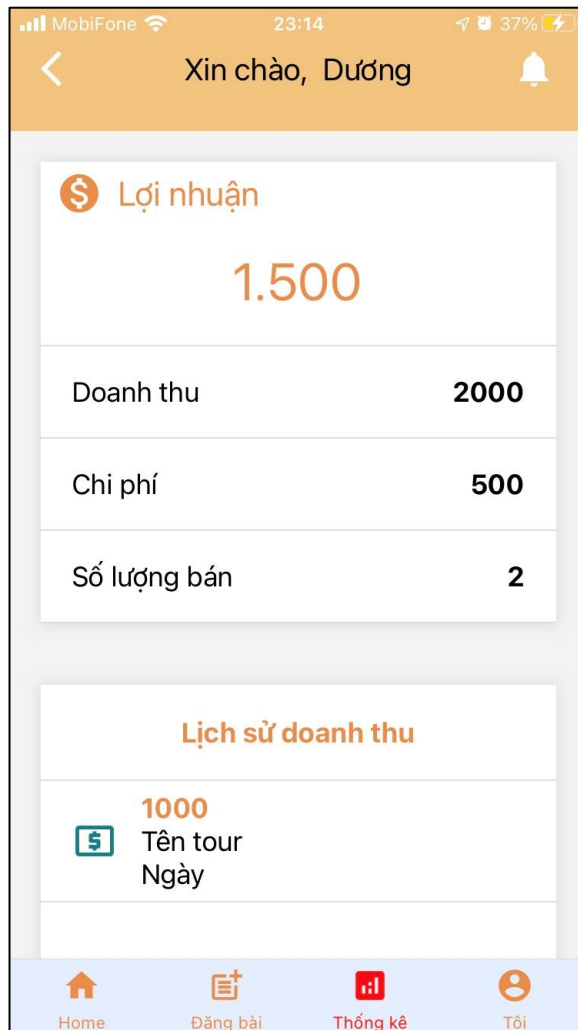 MobiFone 23:14 37%
Xin chào, Dương
Lợi nhuận
1.500
Doanh thu 2000
Chi phí 500
Số lượng bán 2
Lịch sử doanh thu
1000
Tên tour
Ngày
Home Đăng bài Thống kê Tôi